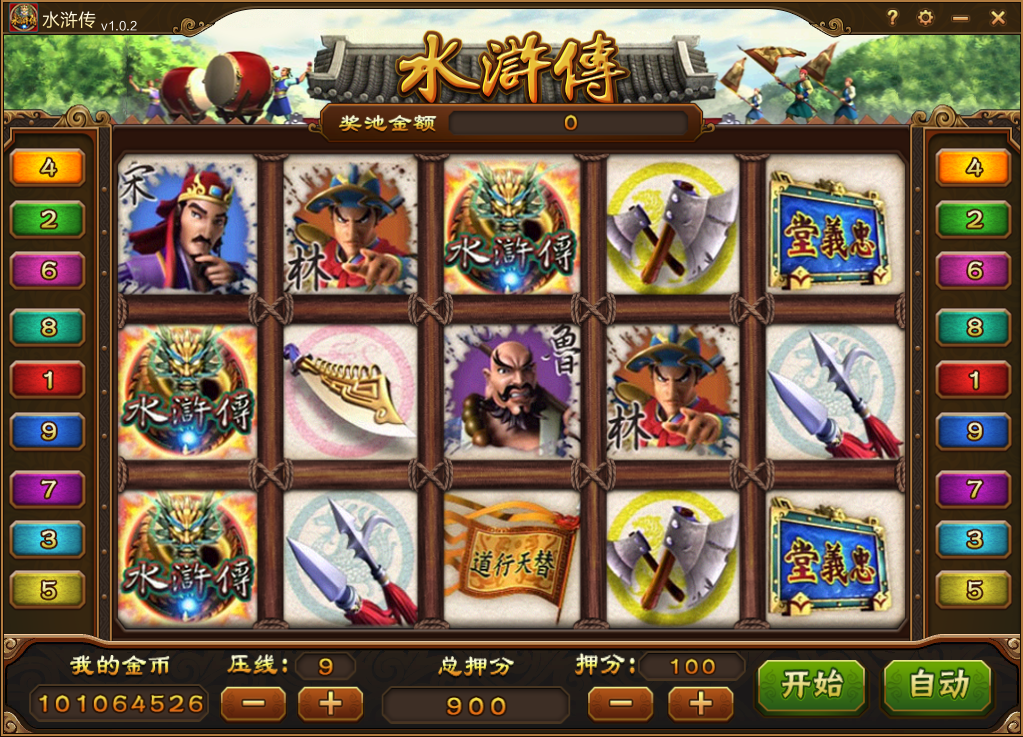 水浒传 v1.0.2
水滸傳
奖池金额 0
4 宋 水滸傳 堂義忠 4
2 林 2
6 6
8 水滸傳 魯 8
1 林 1
9 9
7 水滸傳 道行天替 堂義忠 7
3 3
5 5
我的金币 压线: 9 总押分 押分: 100 开始 自动
101064526 900